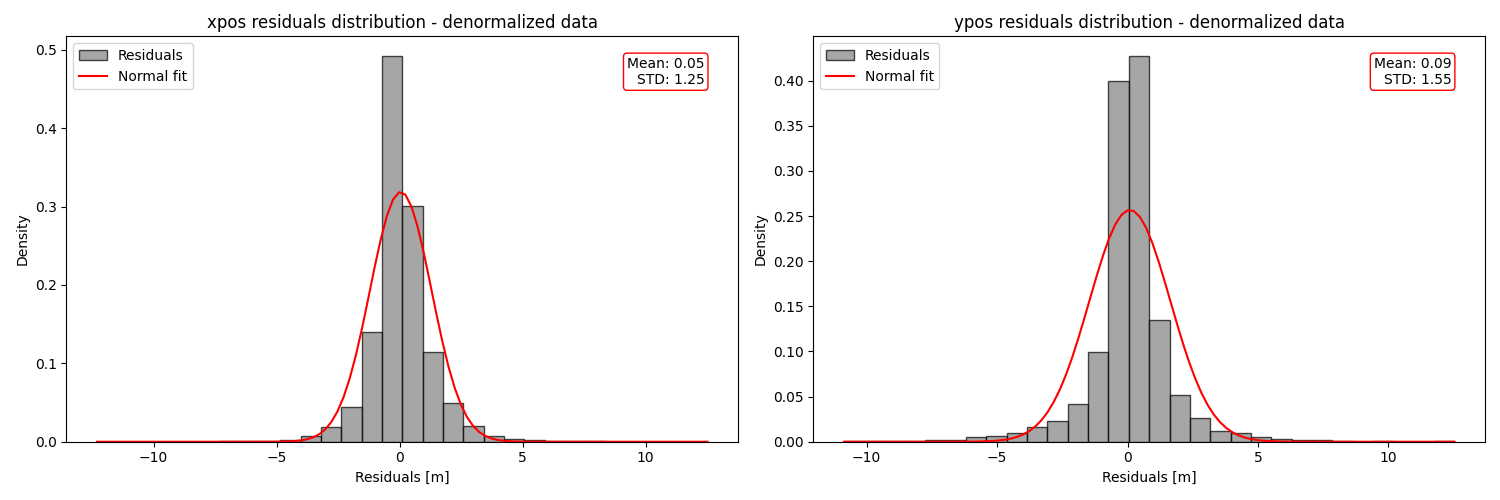 xpos residuals distribution - denormalized data
Residuals
Normal fit
Mean: 0.05
STD: 1.25
0.5
0.4
0.3
0.2
0.1
0.0
Density
−10
−5
0
5
10
Residuals [m]
ypos residuals distribution - denormalized data
Residuals
Normal fit
Mean: 0.09
STD: 1.55
0.40
0.35
0.30
0.25
0.20
0.15
0.10
0.05
0.00
Density
−10
−5
0
5
10
Residuals [m]